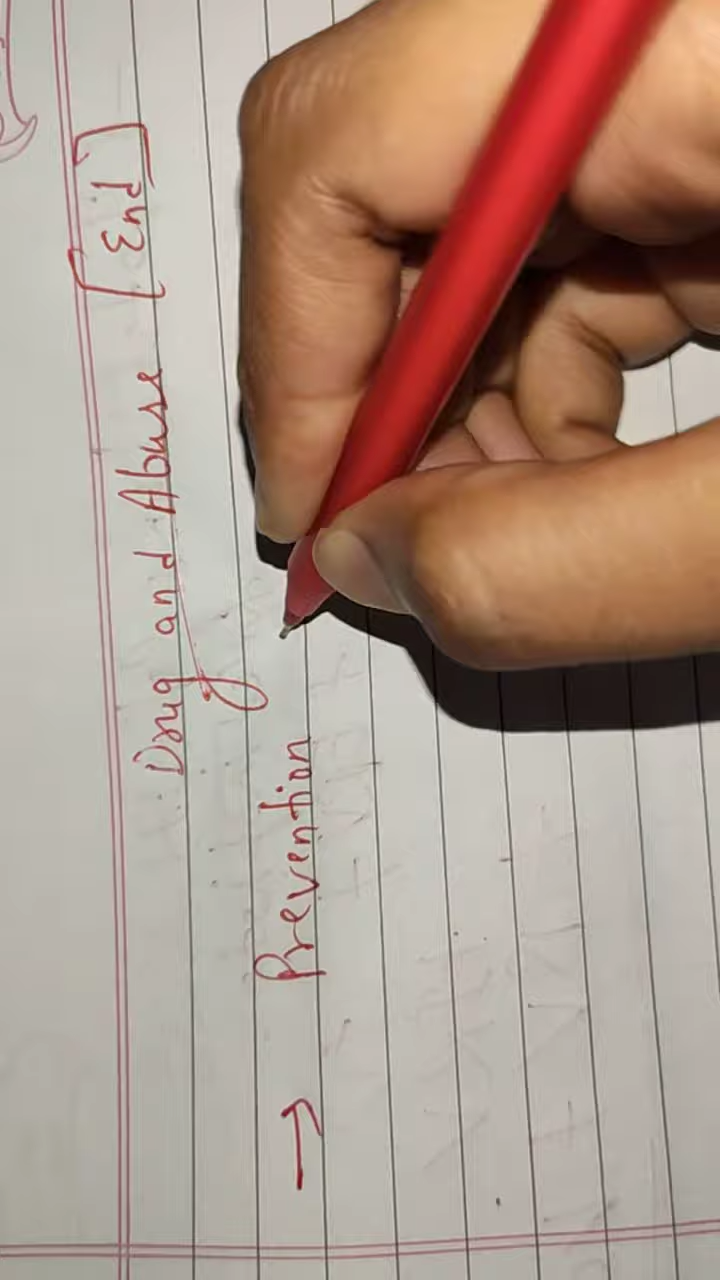 Drug and Abuse [End]
→ Prevention